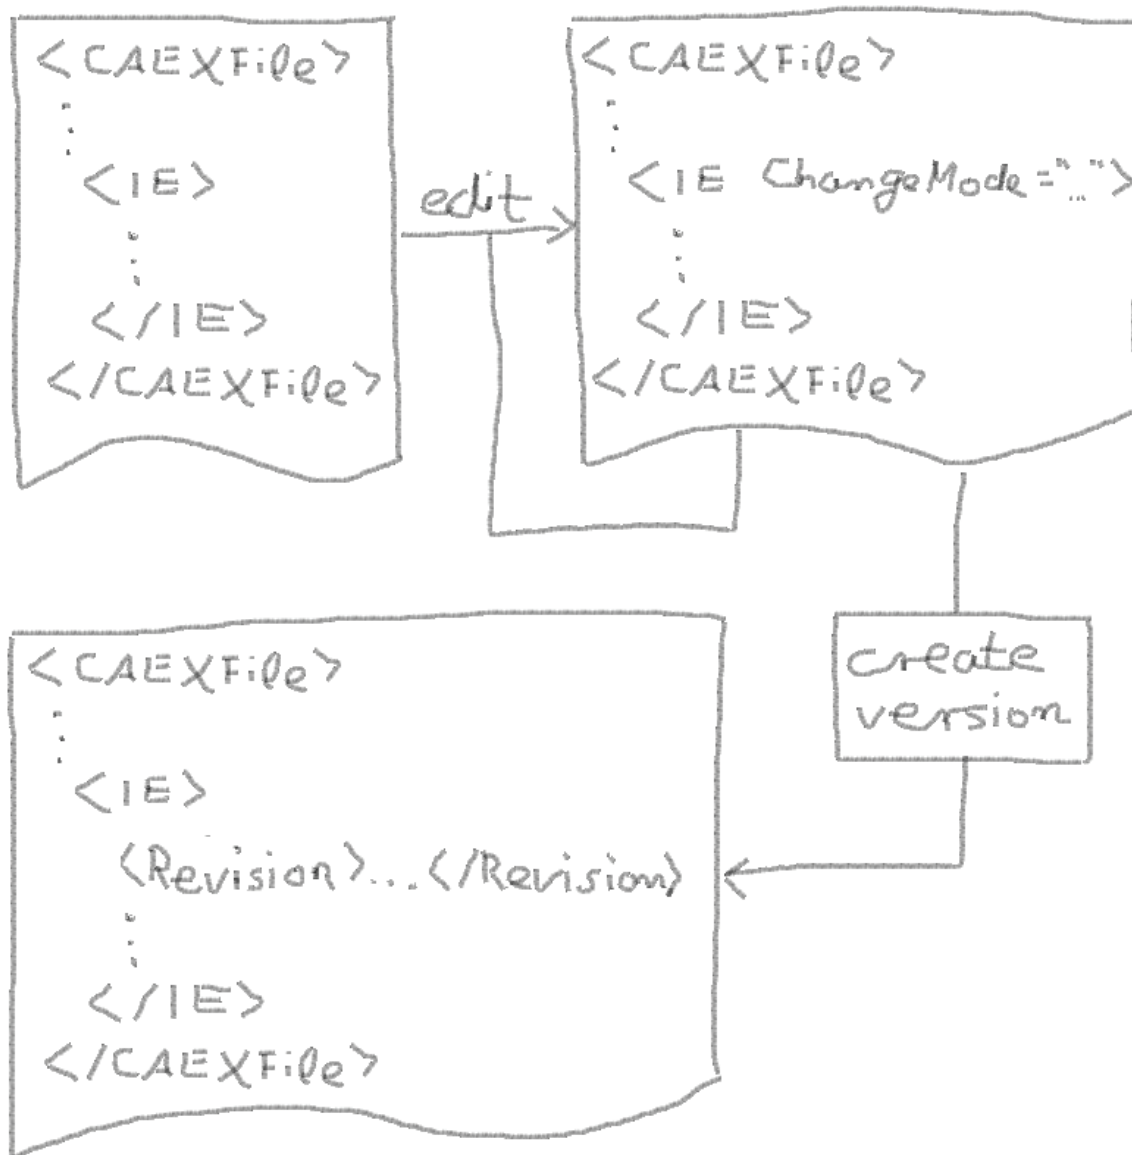 <CAEXFile>
⋮
<IE>
⋮
</IE>
</CAEXFile>
edit
<CAEXFile>
⋮
<IE ChangeMode="...">
⋮
</IE>
</CAEXFile>
create
version
<CAEXFile>
⋮
<IE>
<Revision>...</Revision>
⋮
</IE>
</CAEXFile>